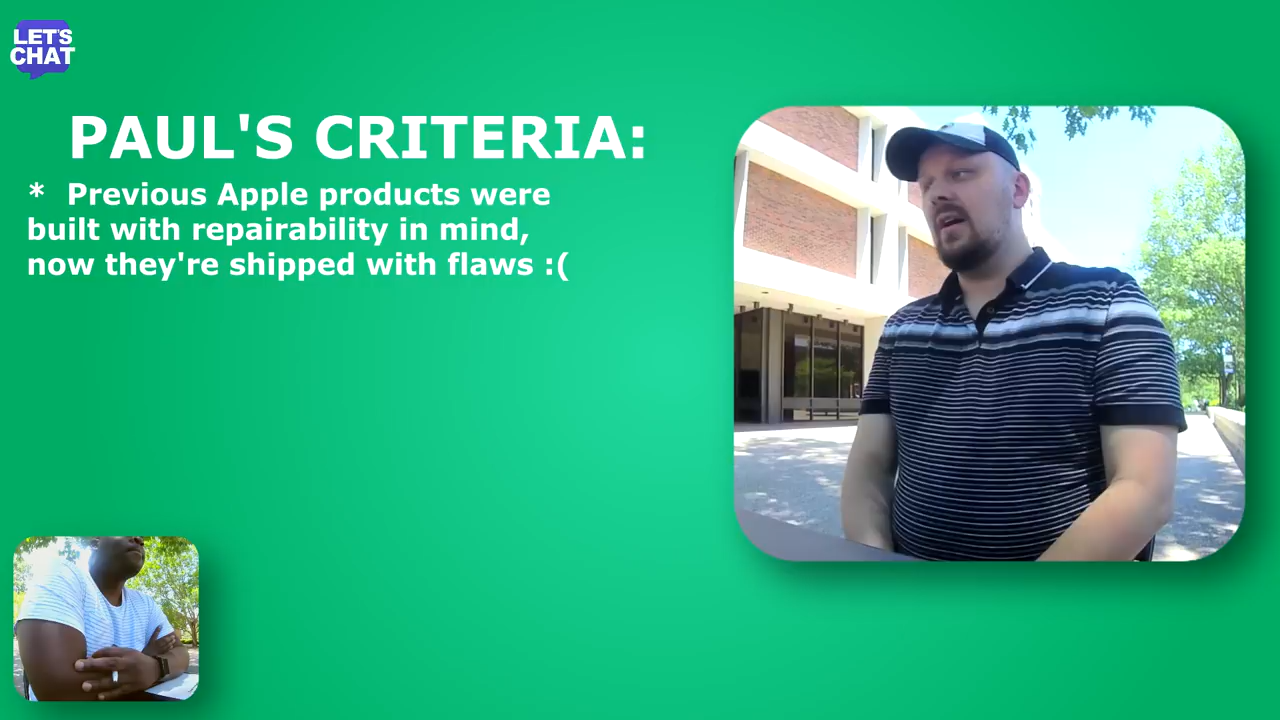 LET'S
CHAT
PAUL'S CRITERIA:
* Previous Apple products were
built with repairability in mind,
now they're shipped with flaws :(